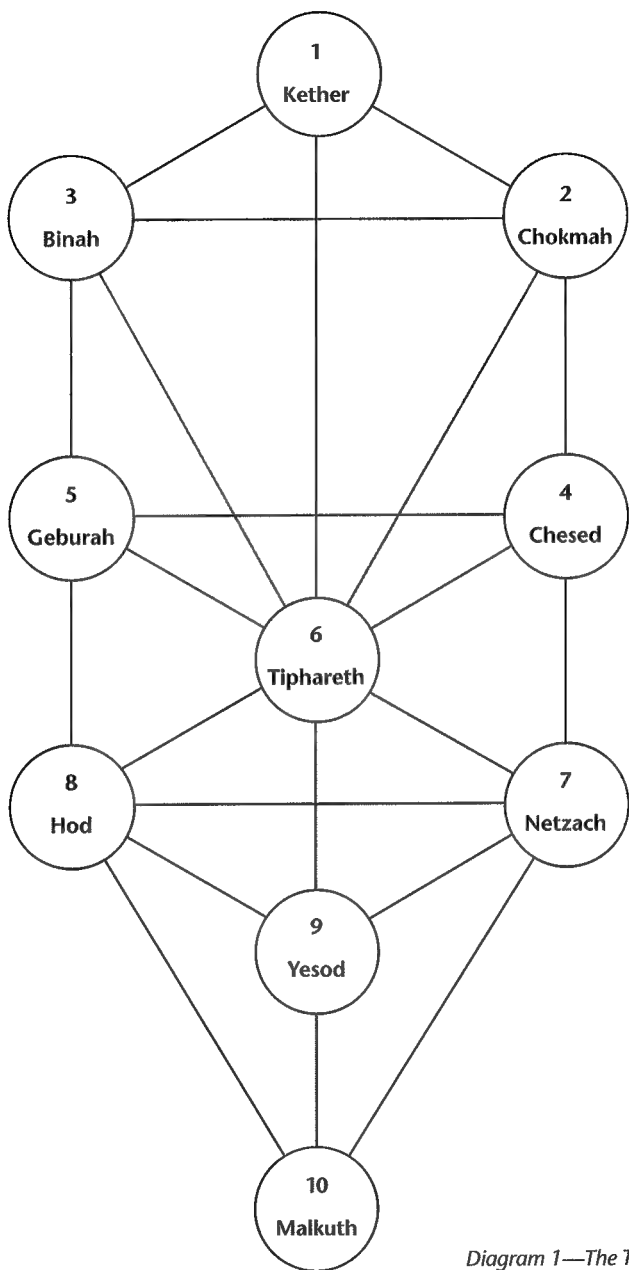 1
Kether
3
Binah
2
Chokmah
5
Geburah
4
Chesed
6
Tiphareth
8
Hod
7
Netzach
9
Yesod
10
Malkuth
Diagram 1—The T